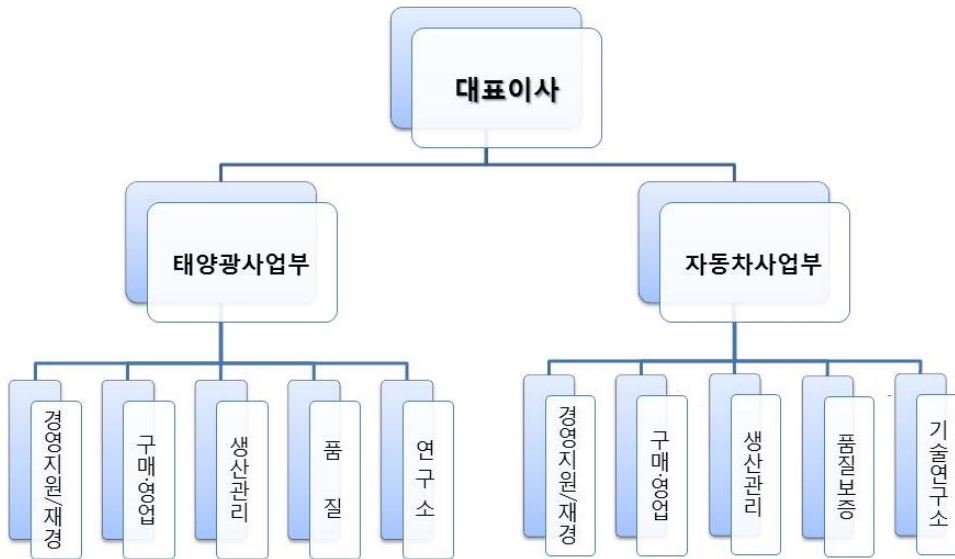 대표이사
태양광사업부
자동차사업부
경영지원/재경
구매·영업
생산관리
품 질
연구소
경영지원/재경
구매·영업
생산관리
품질보증
기술연구소